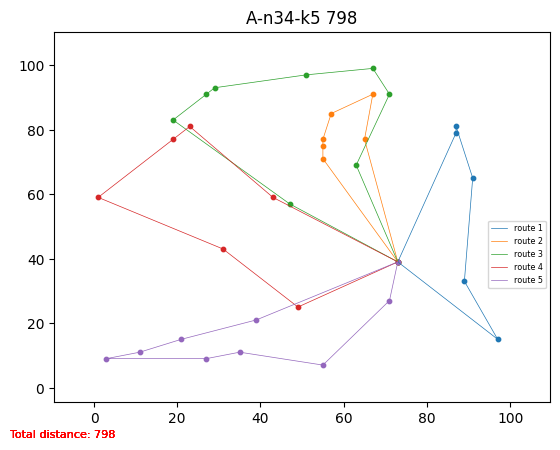 A-n34-k5 798
100
80
60
40
20
0
route 1
route 2
route 3
route 4
route 5
0 20 40 60 80 100
Total distance: 798